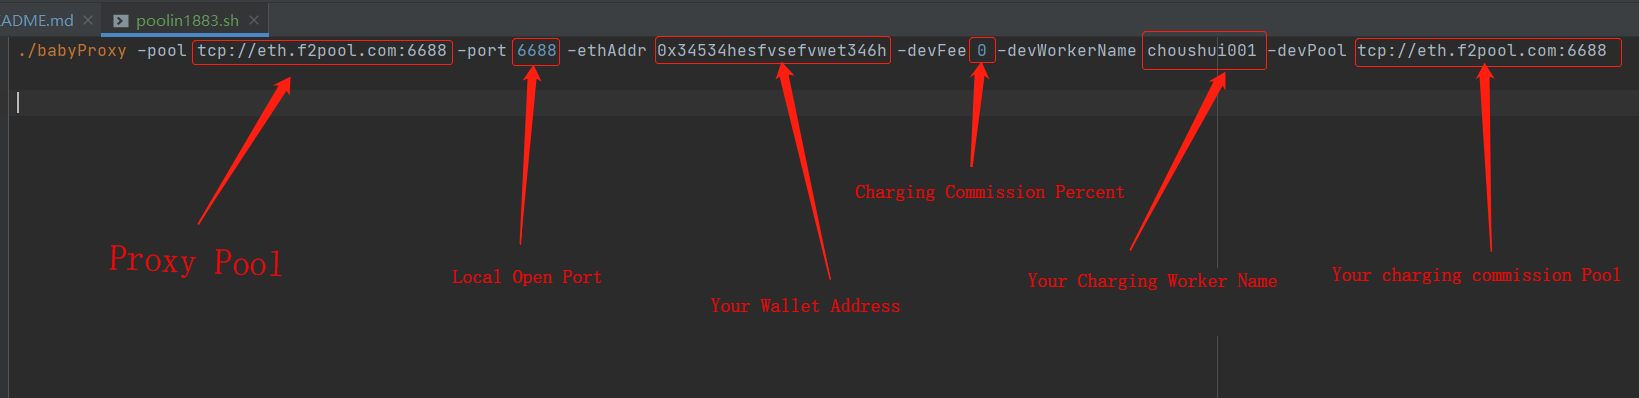 ADME.md
poolin1883.sh
./babyProxy -pool tcp://eth.f2pool.com:6688 -port 6688 -ethAddr 0x34534hesfvsefvwet346h -devFee 0 -devWorkerName choushui001 -devPool tcp://eth.f2pool.com:6688
Charging Commission Percent
Proxy Pool
Local Open Port
Your Wallet Address
Your Charging Worker Name
Your charging commission Pool